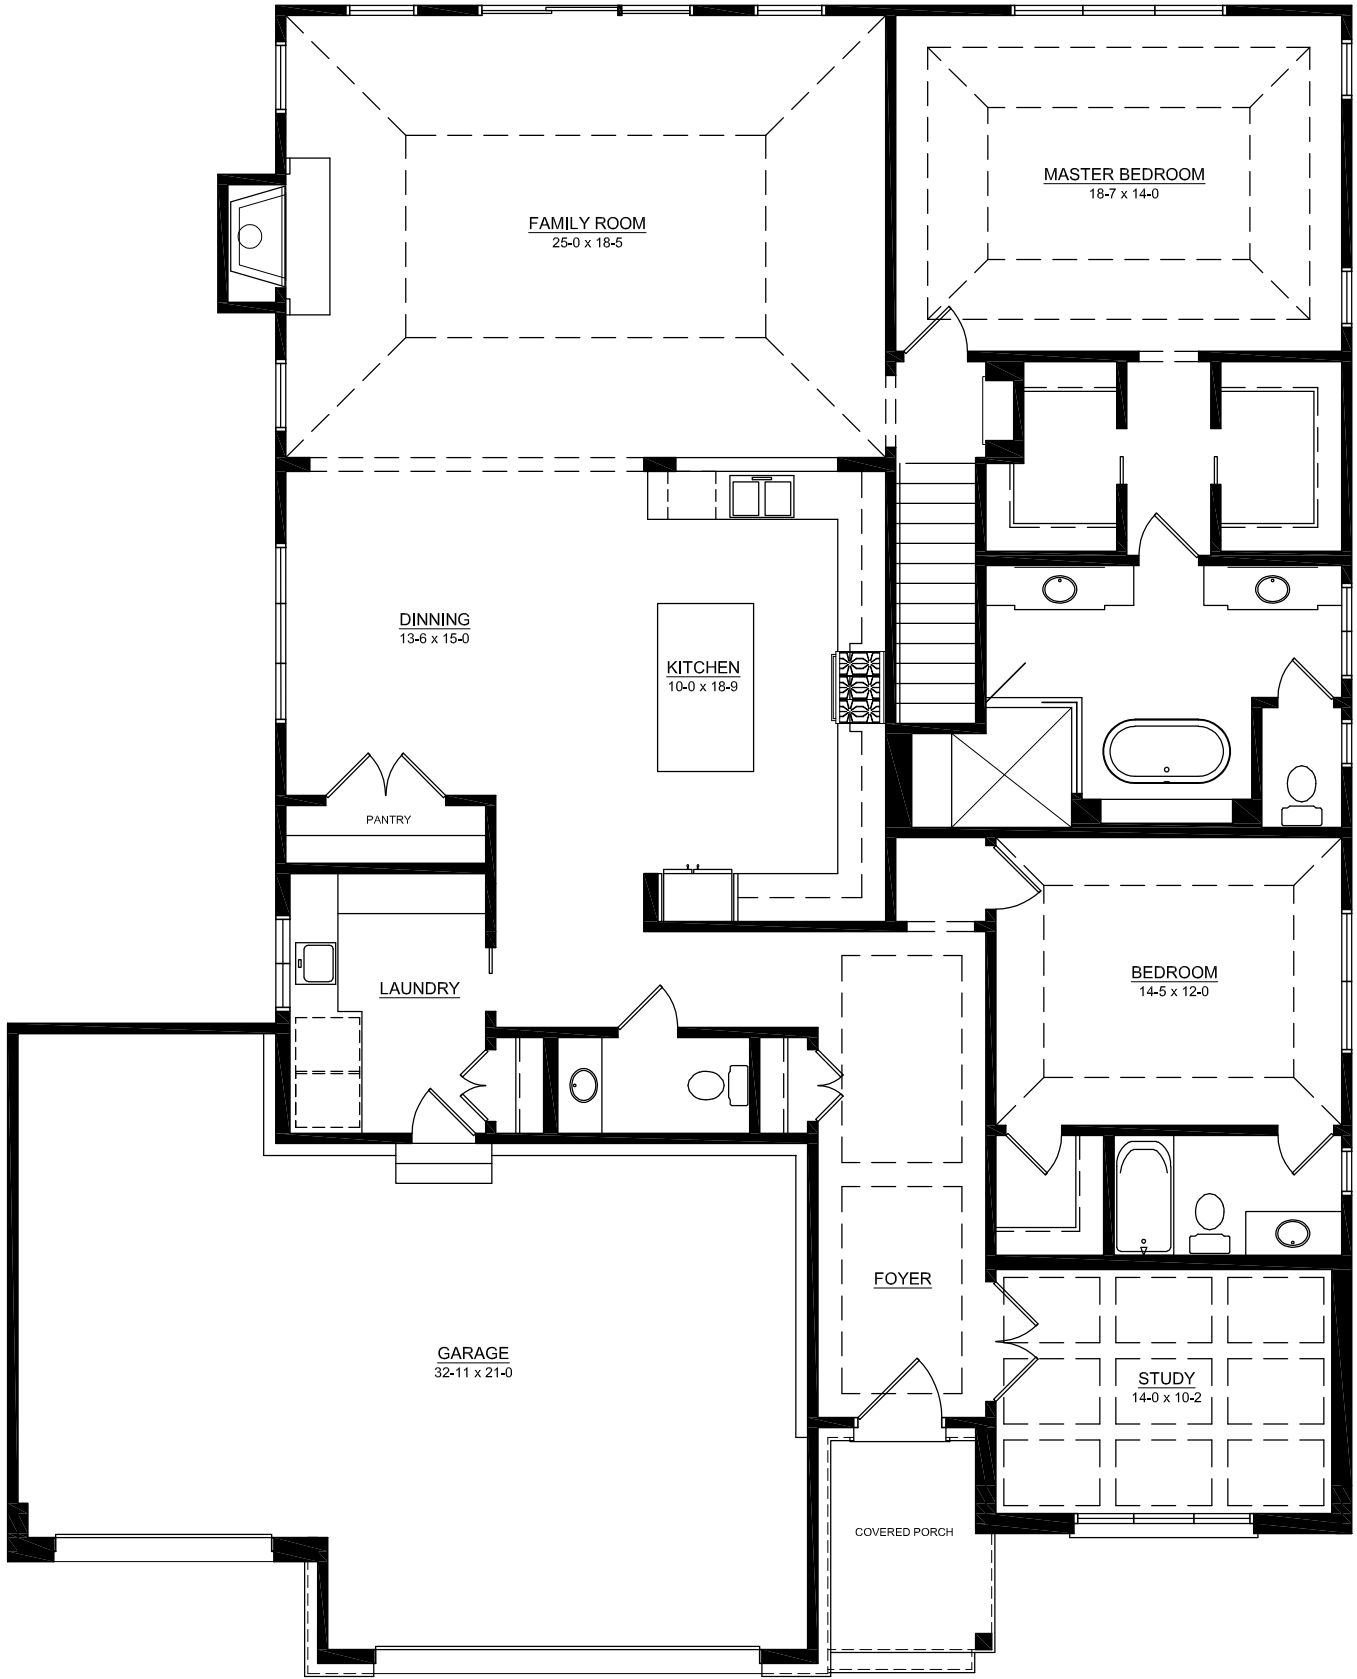 MASTER BEDROOM
18-7 x 14-0
FAMILY ROOM
25-0 x 18-5
DINNING
13-6 x 15-0
KITCHEN
10-0 x 18-9
PANTRY
LAUNDRY
BEDROOM
14-5 x 12-0
FOYER
GARAGE
32-11 x 21-0
STUDY
14-0 x 10-2
COVERED PORCH